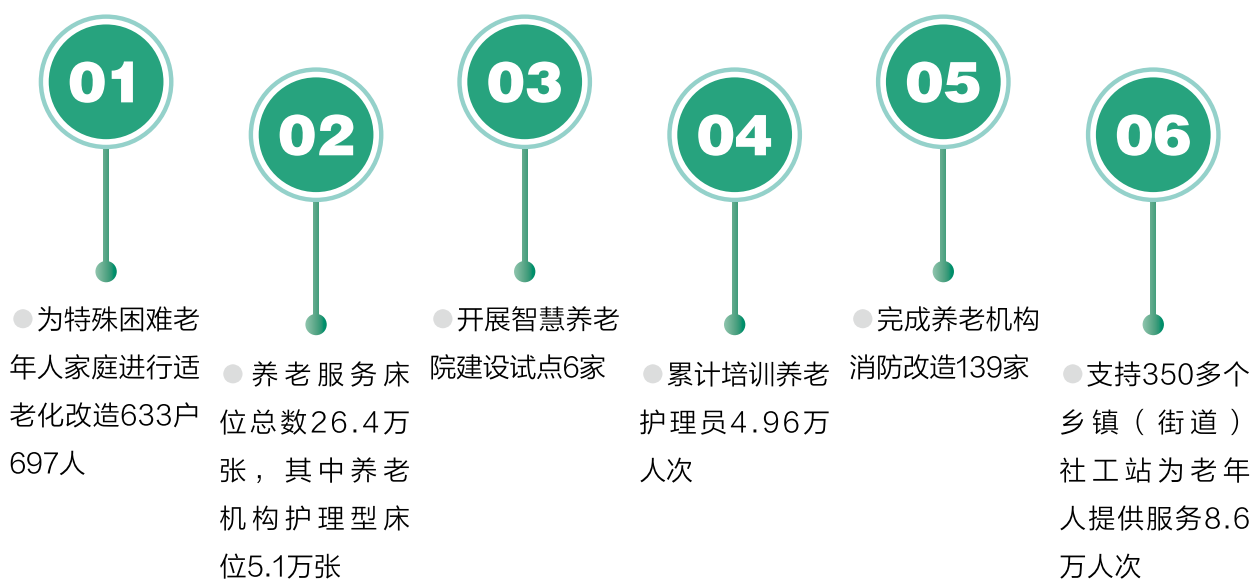 01
为特殊困难老
年人家庭进行适
老化改造633户
697人
02
养老服务床
位总数26.4万
张，其中养老
机构护理型床
位5.1万张
03
开展智慧养老
院建设试点6家
04
累计培训养老
护理员4.96万
人次
05
完成养老机构
消防改造139家
06
支持350多个
乡镇（街道）
社工站为老年
人提供服务8.6
万人次